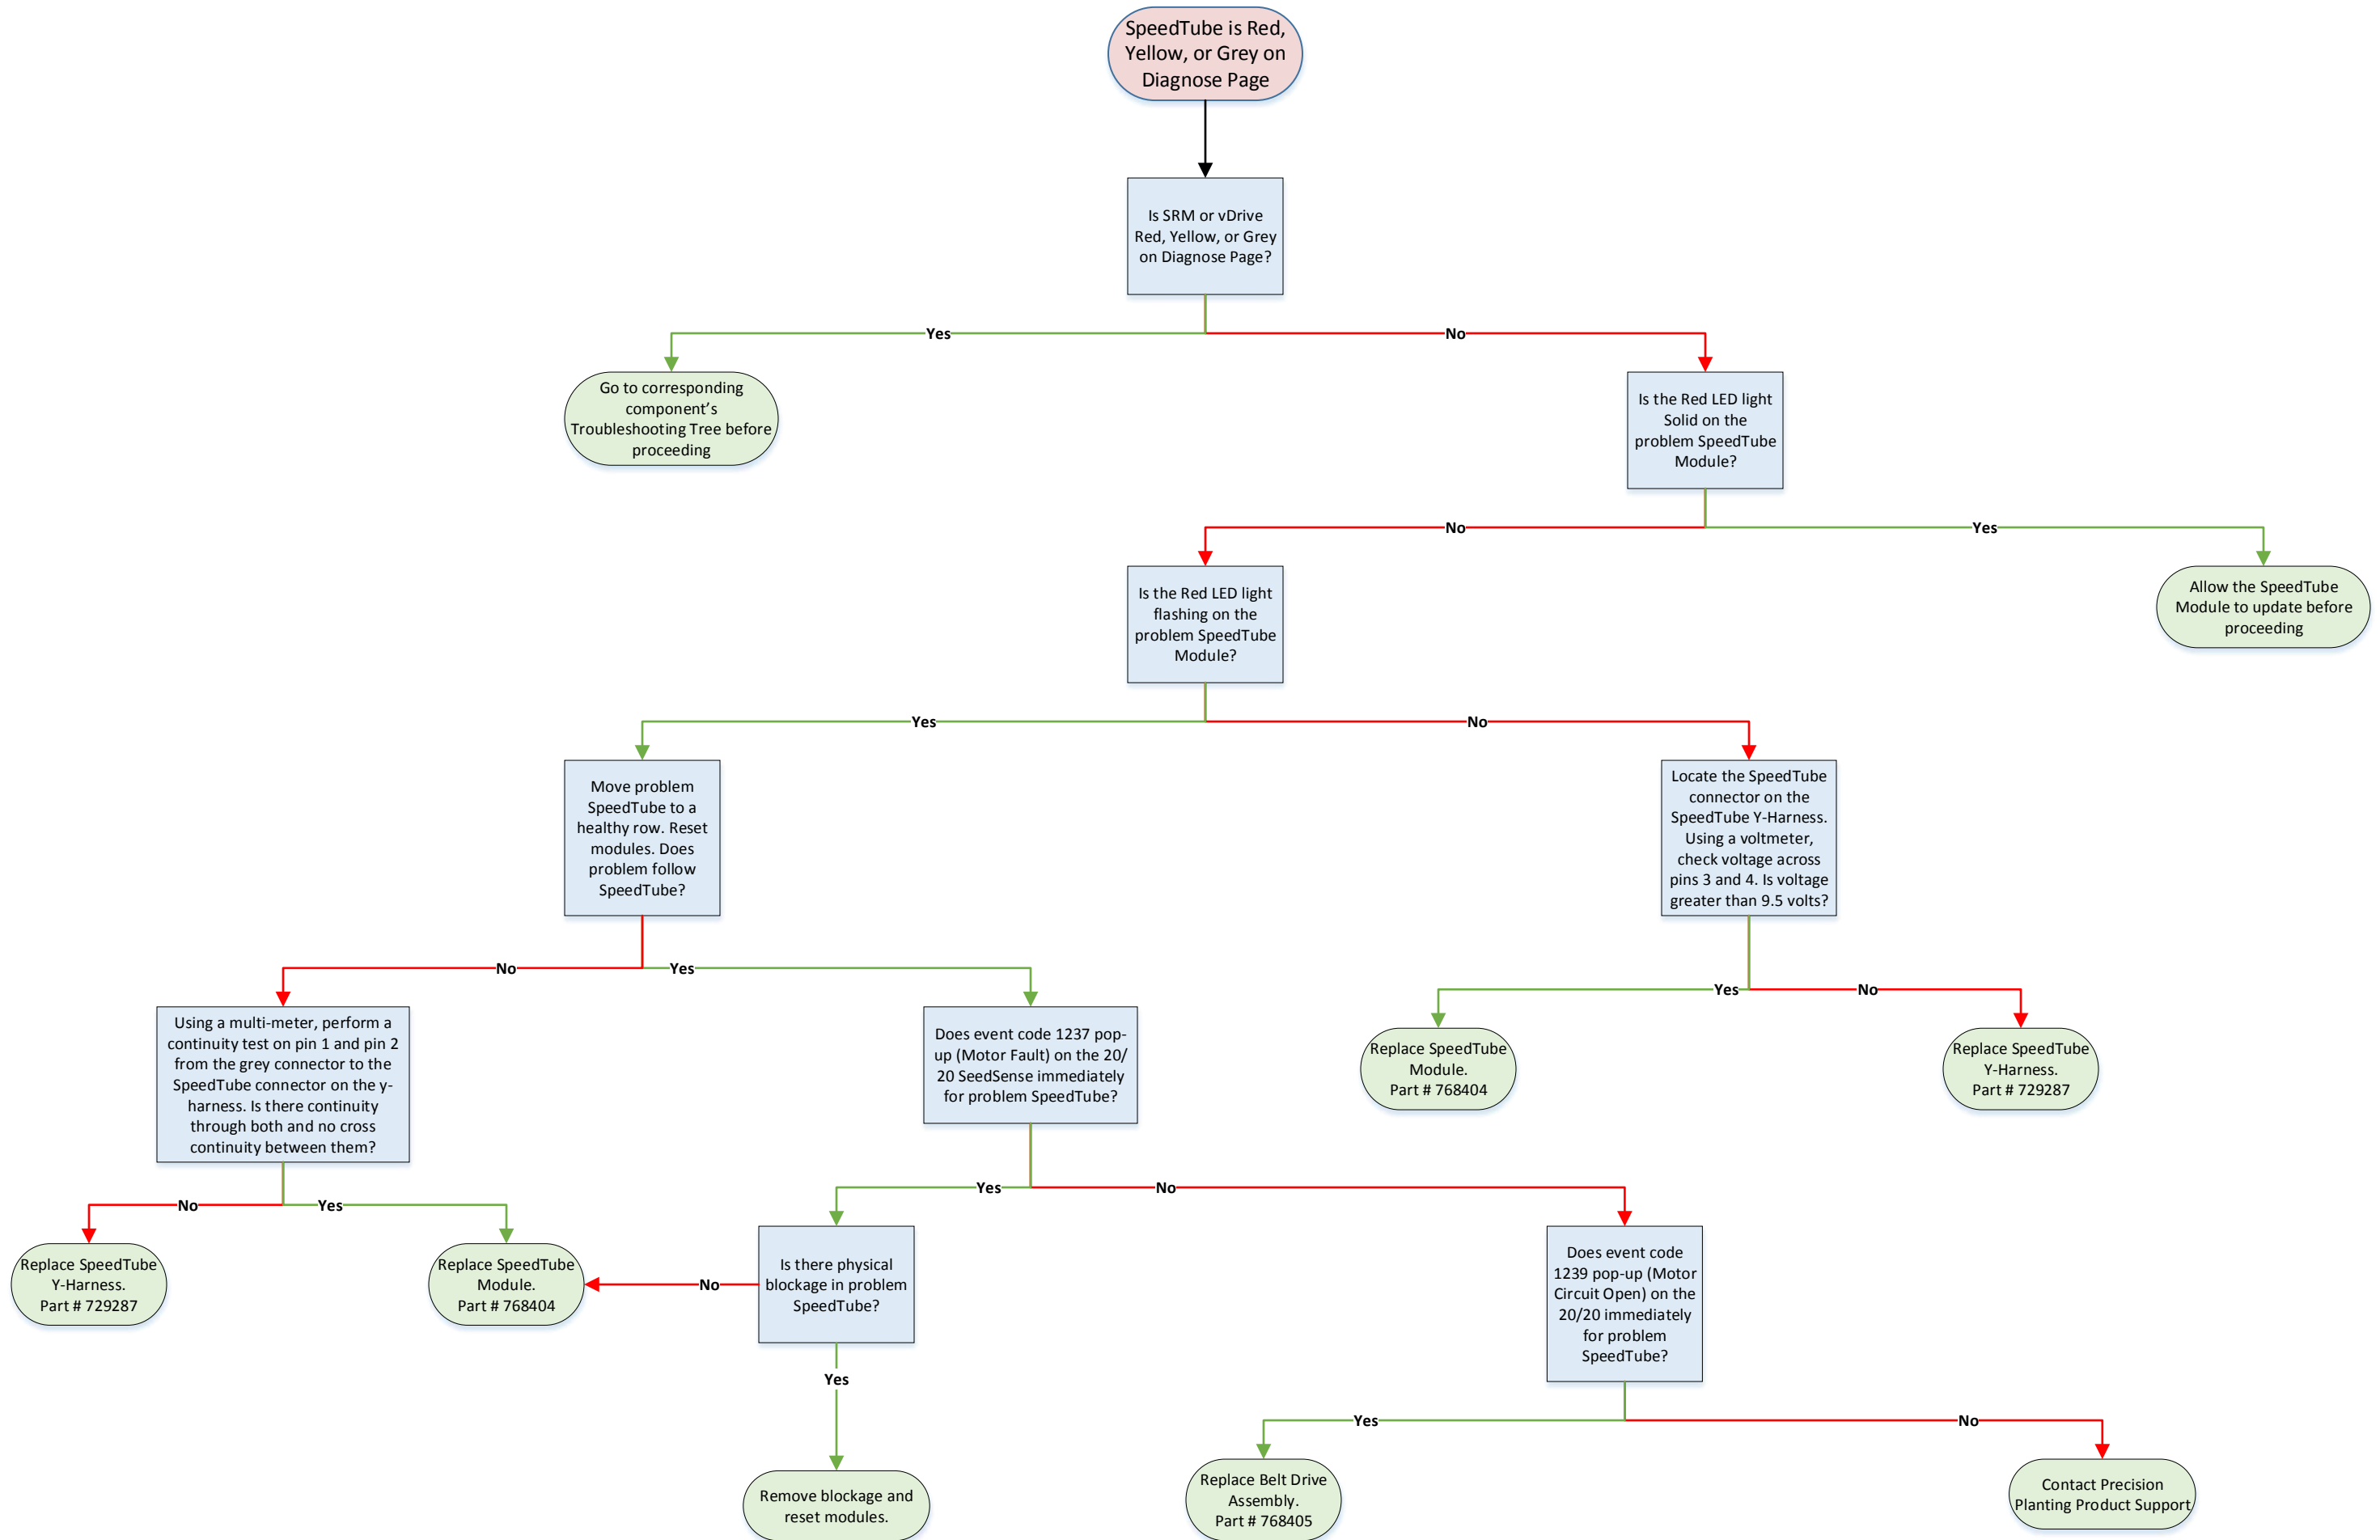 SpeedTube is Red,
Yellow, or Grey on
Diagnose Page
Is SRM or vDrive
Red, Yellow, or Grey
on Diagnose Page?
Yes
No
Go to corresponding
component’s
Troubleshooting Tree before
proceeding
Is the Red LED light
Solid on the
problem SpeedTube
Module?
No
Yes
Is the Red LED light
flashing on the
problem SpeedTube
Module?
Allow the SpeedTube
Module to update before
proceeding
Yes
No
Move problem
SpeedTube to a
healthy row. Reset
modules. Does
problem follow
SpeedTube?
Locate the SpeedTube
connector on the
SpeedTube Y-Harness.
Using a voltmeter,
check voltage across
pins 3 and 4. Is voltage
greater than 9.5 volts?
No
Yes
Yes
No
Using a multi-meter, perform a
continuity test on pin 1 and pin 2
from the grey connector to the
SpeedTube connector on the y-
harness. Is there continuity
through both and no cross
continuity between them?
Does event code 1237 pop-
up (Motor Fault) on the 20/
20 SeedSense immediately
for problem SpeedTube?
Replace SpeedTube
Module.
Part # 768404
Replace SpeedTube
Y-Harness.
Part # 729287
No
Yes
Yes
No
Replace SpeedTube
Y-Harness.
Part # 729287
Replace SpeedTube
Module.
Part # 768404
No
Is there physical
blockage in problem
SpeedTube?
Does event code
1239 pop-up (Motor
Circuit Open) on the
20/20 immediately
for problem
SpeedTube?
Yes
Yes
No
Remove blockage and
reset modules.
Replace Belt Drive
Assembly.
Part # 768405
Contact Precision
Planting Product Support